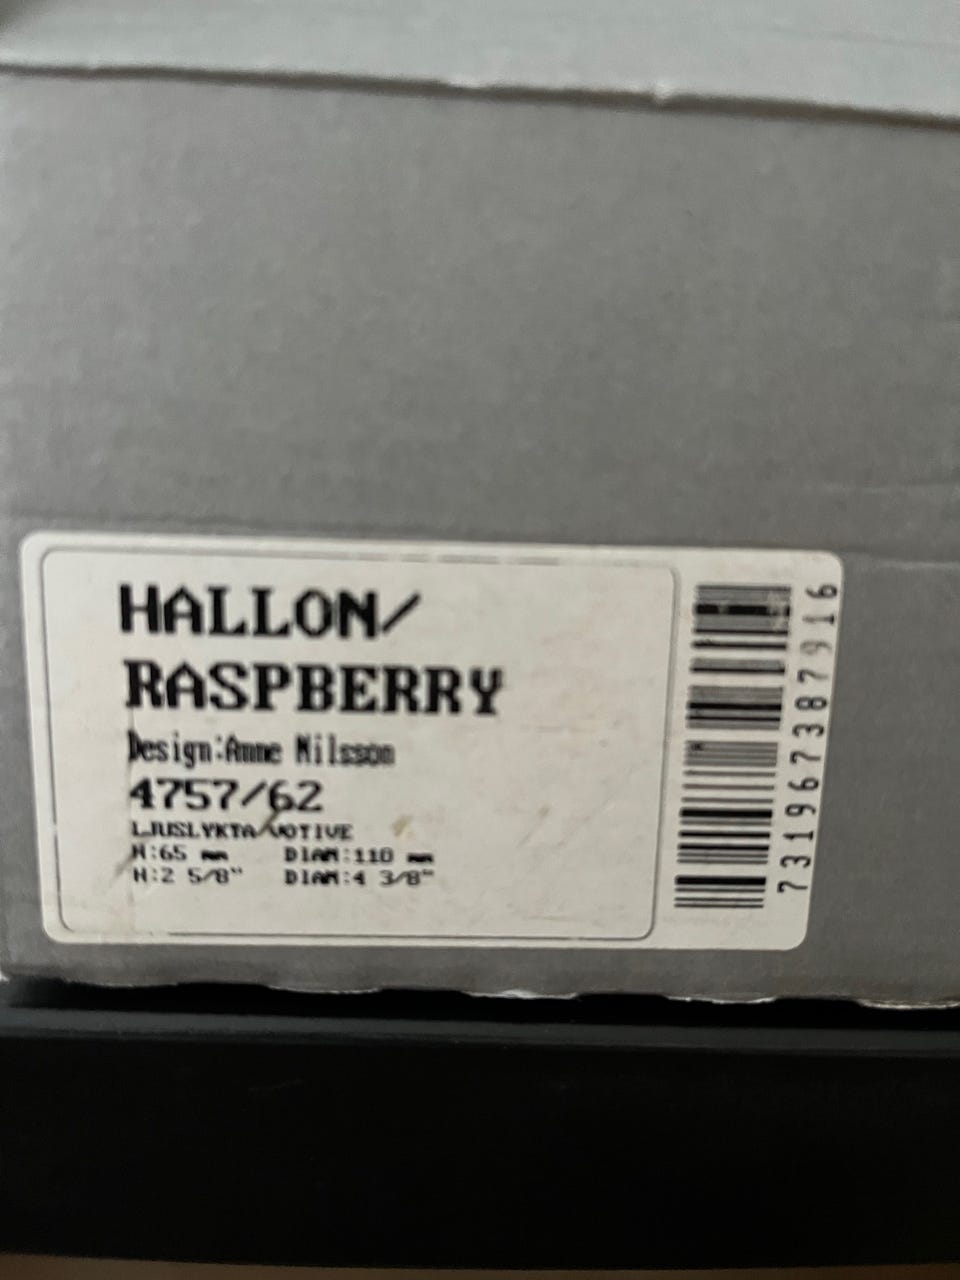 HALLON/
RASPBERRY
Design:Anne Nilsson
4757/62
LJUSLYKTA/VOTIVE
H:65 mm DIAM:110 mm
H:2 5/8" DIAM:4 3/8"
731967387916